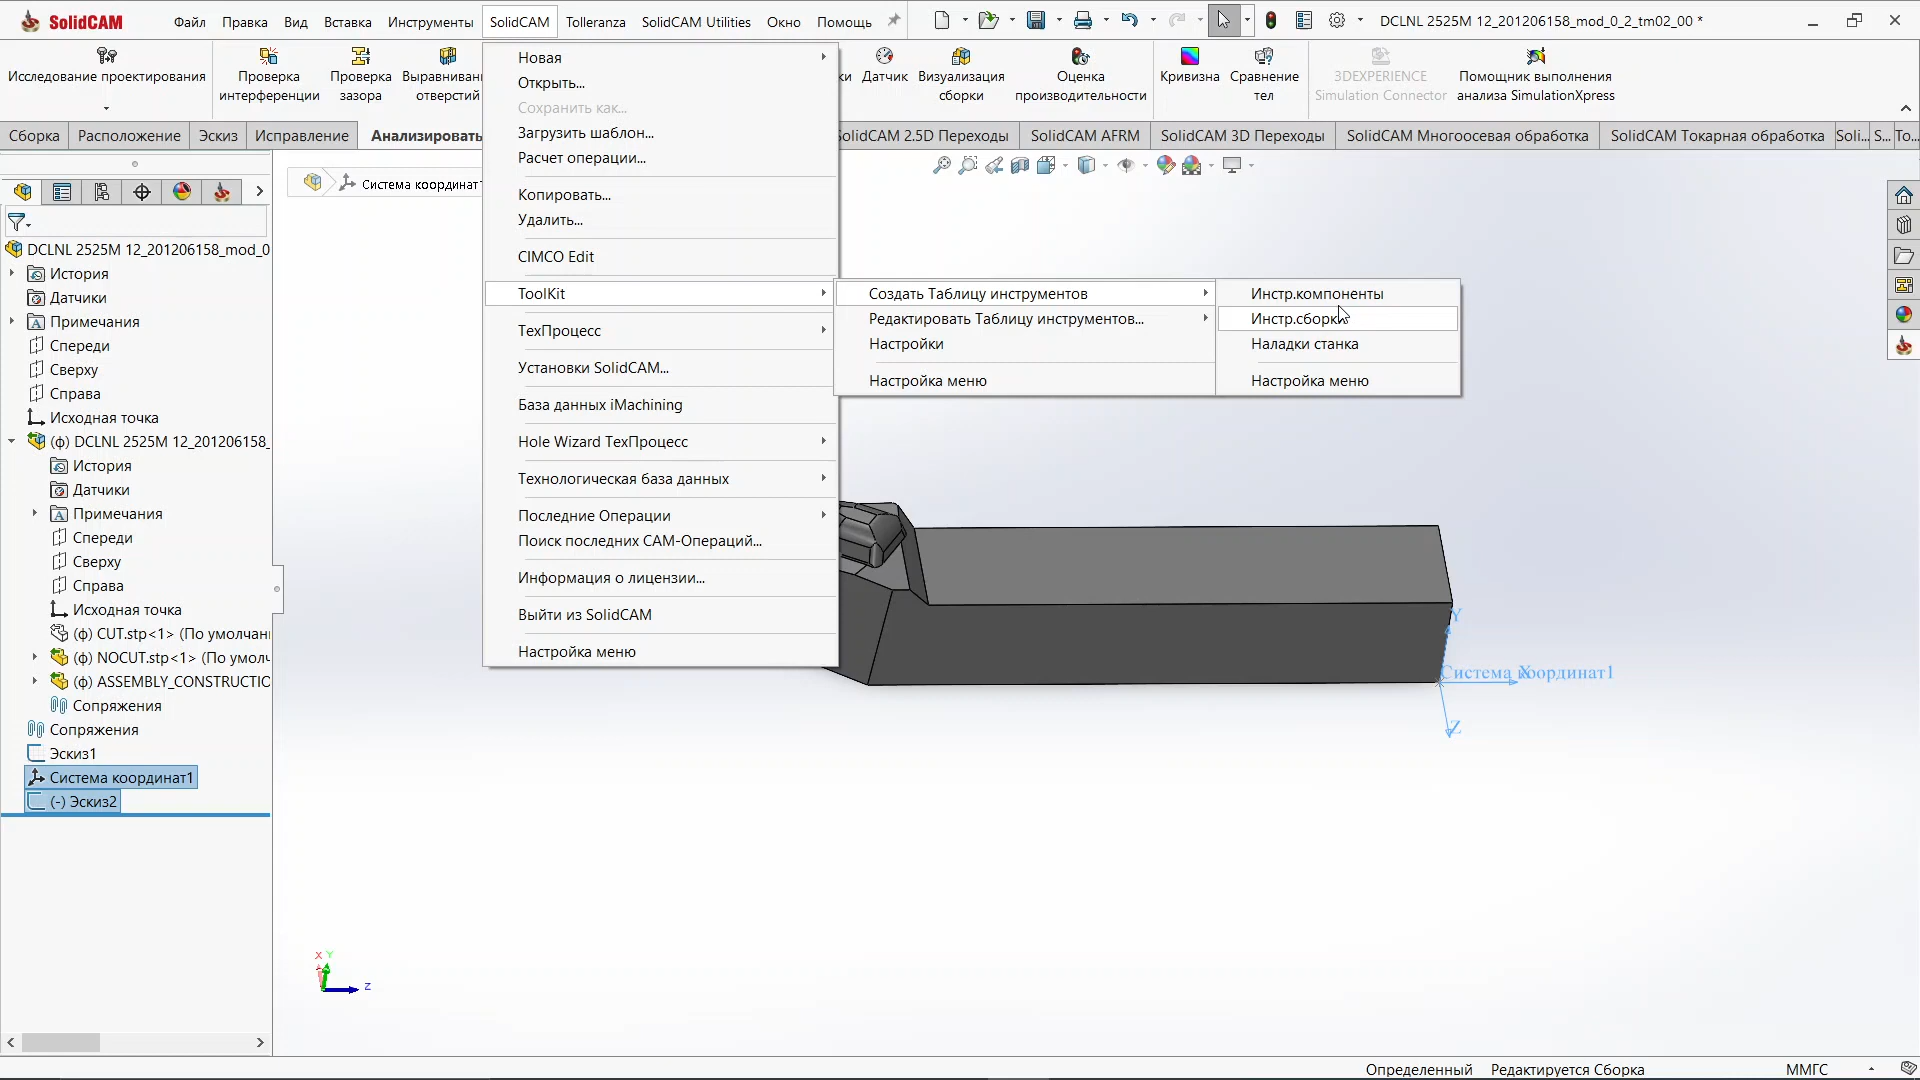 SolidCAM
Файл Правка Вид Вставка Инструменты SolidCAM Tolleranza SolidCAM Utilities Окно Помощь
DCLNL 2525M 12_201206158_mod_0_2_tm02_00 *
Исследование проектирования
Проверка интерференции
Проверка зазора
Выравниван
отверстий
ки
Датчик
Визуализация сборки
Оценка производительности
Кривизна
Сравнение тел
3DEXPERIENCE Simulation Connector
Помощник выполнения анализа SimulationXpress
Сборка Расположение Эскиз Исправление Анализировать SolidCAM 2.5D Переходы SolidCAM AFRM SolidCAM 3D Переходы SolidCAM Многоосевая обработка SolidCAM Токарная обработка Soli... S... To...
DCLNL 2525M 12_201206158_mod_0
История
Датчики
Примечания
Спереди
Сверху
Справа
Исходная точка
(ф) DCLNL 2525M 12_201206158_
История
Датчики
Примечания
Спереди
Сверху
Справа
Исходная точка
(ф) CUT.stp<1> (По умолчан
(ф) NOCUT.stp<1> (По умолч
(ф) ASSEMBLY_CONSTRUCTIO
Сопряжения
Сопряжения
Эскиз1
Система координат1
(-) Эскиз2
Система координат
Новая
Открыть...
Сохранить как...
Загрузить шаблон...
Расчет операции...
Копировать...
Удалить...
CIMCO Edit
ToolKit
ТехПроцесс
Установки SolidCAM...
База данных iMachining
Hole Wizard ТехПроцесс
Технологическая база данных
Последние Операции
Поиск последних CAM-Операций...
Информация о лицензии...
Выйти из SolidCAM
Настройка меню
Создать Таблицу инструментов
Редактировать Таблицу инструментов...
Настройки
Настройка меню
Инстр.компоненты
Инстр.сборки
Наладки станка
Настройка меню
Y
Система координат1
X
Z
X Y
Z
Определенный Редактируется Сборка ММГС